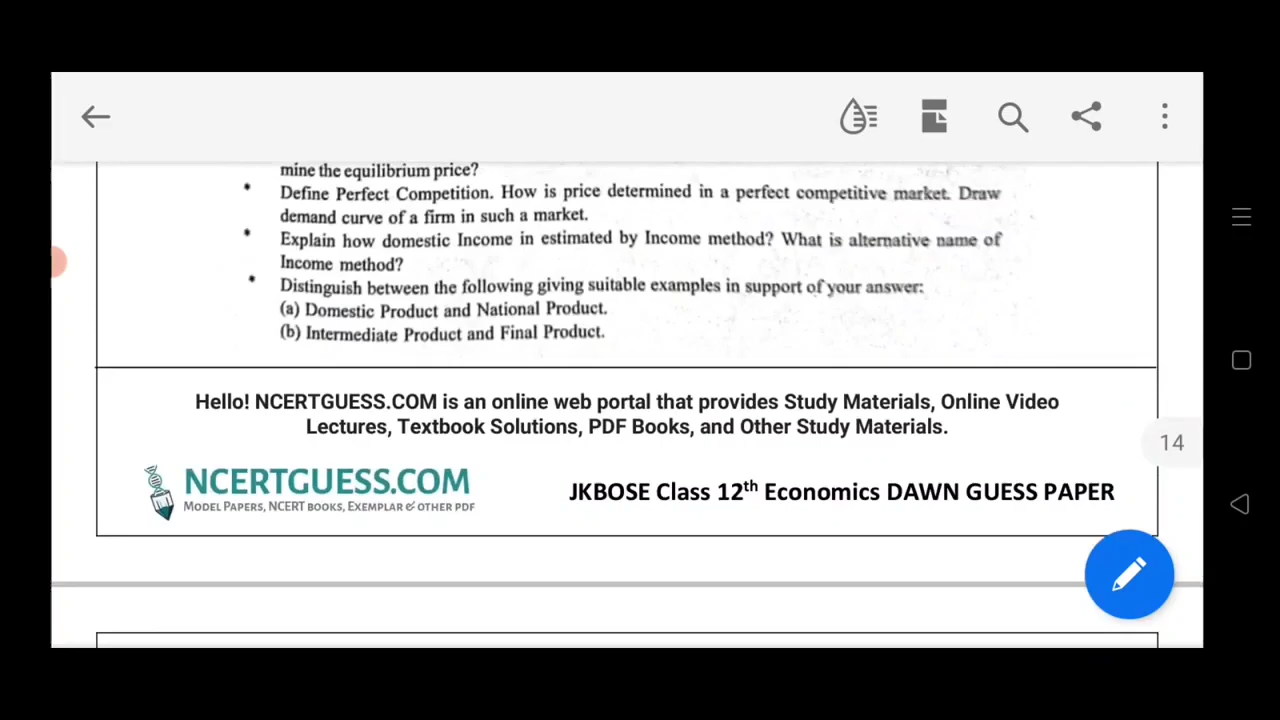 mine the equilibrium price?
* Define Perfect Competition. How is price determined in a perfect competitive market. Draw
demand curve of a firm in such a market.
* Explain how domestic Income in estimated by Income method? What is alternative name of
Income method?
* Distinguish between the following giving suitable examples in support of your answer:
(a) Domestic Product and National Product.
(b) Intermediate Product and Final Product.
Hello! NCERTGUESS.COM is an online web portal that provides Study Materials, Online Video
Lectures, Textbook Solutions, PDF Books, and Other Study Materials.
14
NCERTGUESS.COM
MODEL PAPERS, NCERT BOOKS, EXEMPLAR & OTHER PDF
JKBOSE Class 12th Economics DAWN GUESS PAPER